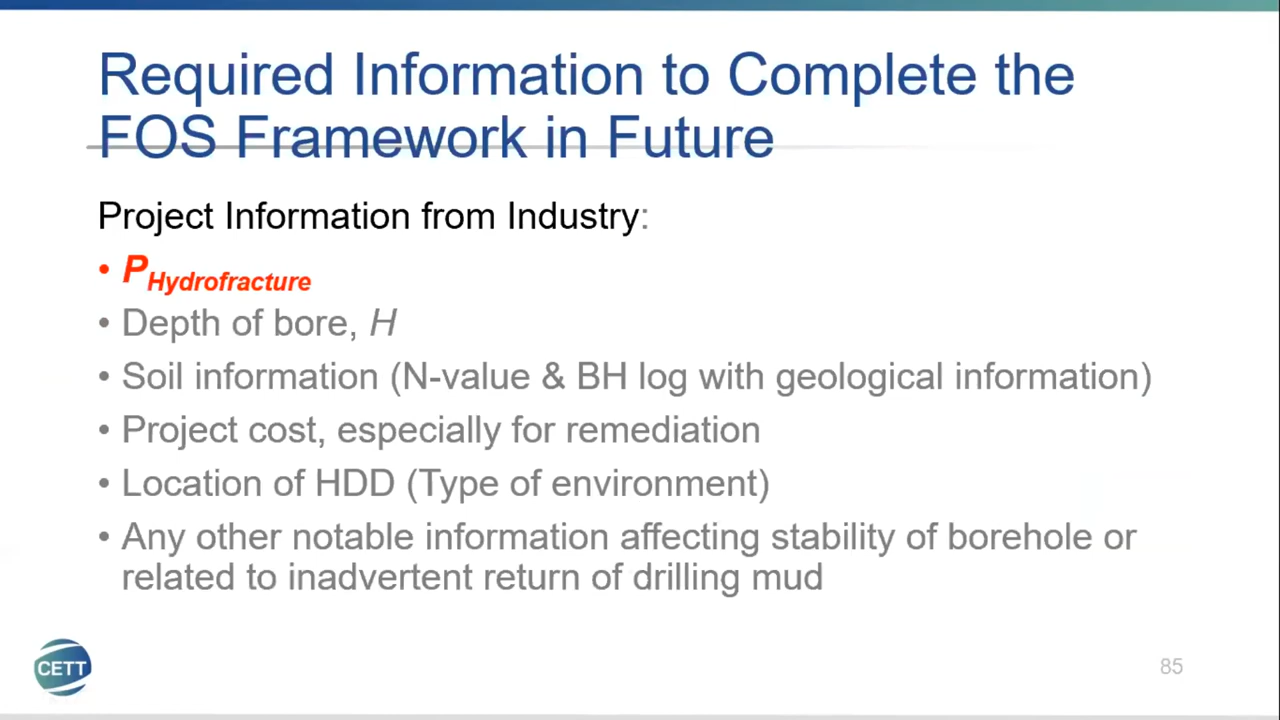 Required Information to Complete the
FOS Framework in Future
Project Information from Industry:
• PHydrofracture
• Depth of bore, H
• Soil information (N-value & BH log with geological information)
• Project cost, especially for remediation
• Location of HDD (Type of environment)
• Any other notable information affecting stability of borehole or
related to inadvertent return of drilling mud
CETT
85